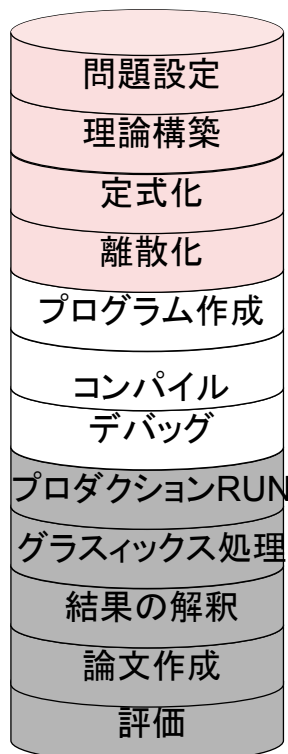 問題設定
理論構築
定式化
離散化
プログラム作成
コンパイル
デバッグ
プロダクションRUN
グラスィックス処理
結果の解釈
論文作成
評価